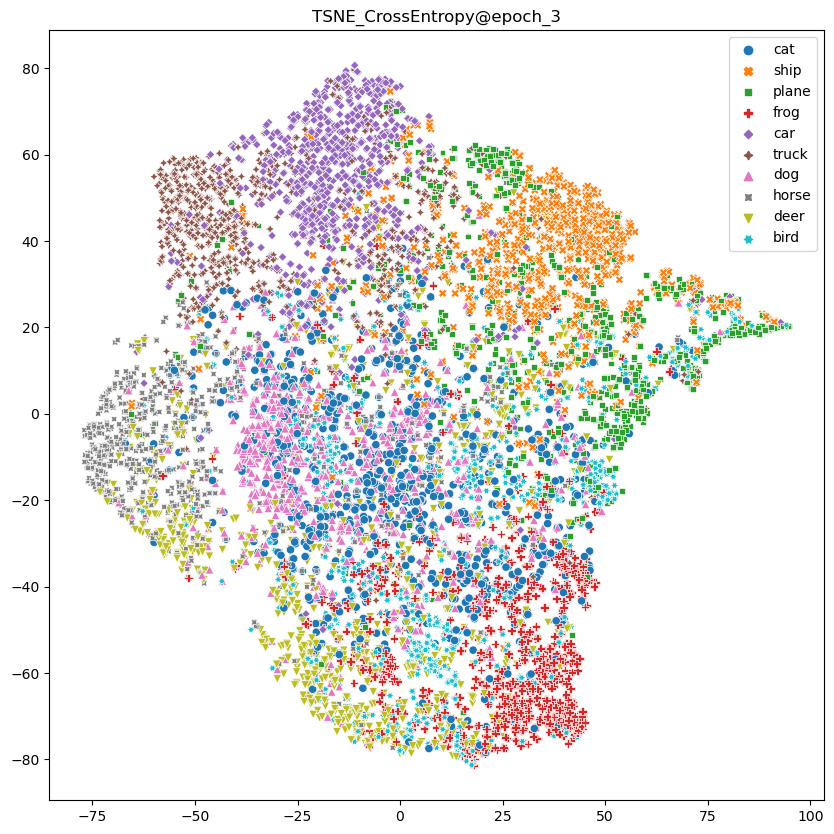 TSNE_CrossEntropy@epoch_3
cat
ship
plane
frog
car
truck
dog
horse
deer
bird
80
60
40
20
0
−20
−40
−60
−80
−75
−50
−25
0
25
50
75
100